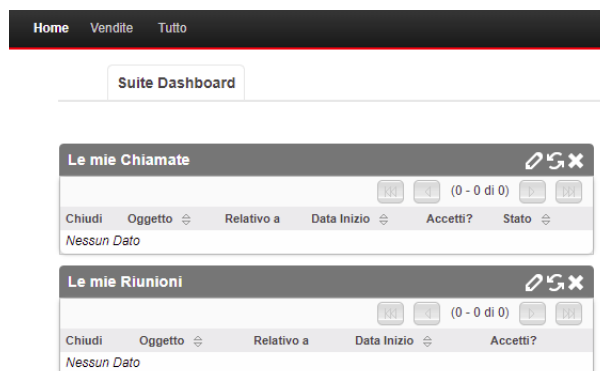 Home Vendite Tutto
Suite Dashboard
Le mie Chiamate
(0 - 0 di 0)
Chiudi Oggetto Relativo a Data Inizio Accetti? Stato
Nessun Dato
Le mie Riunioni
(0 - 0 di 0)
Chiudi Oggetto Relativo a Data Inizio Accetti?
Nessun Dato